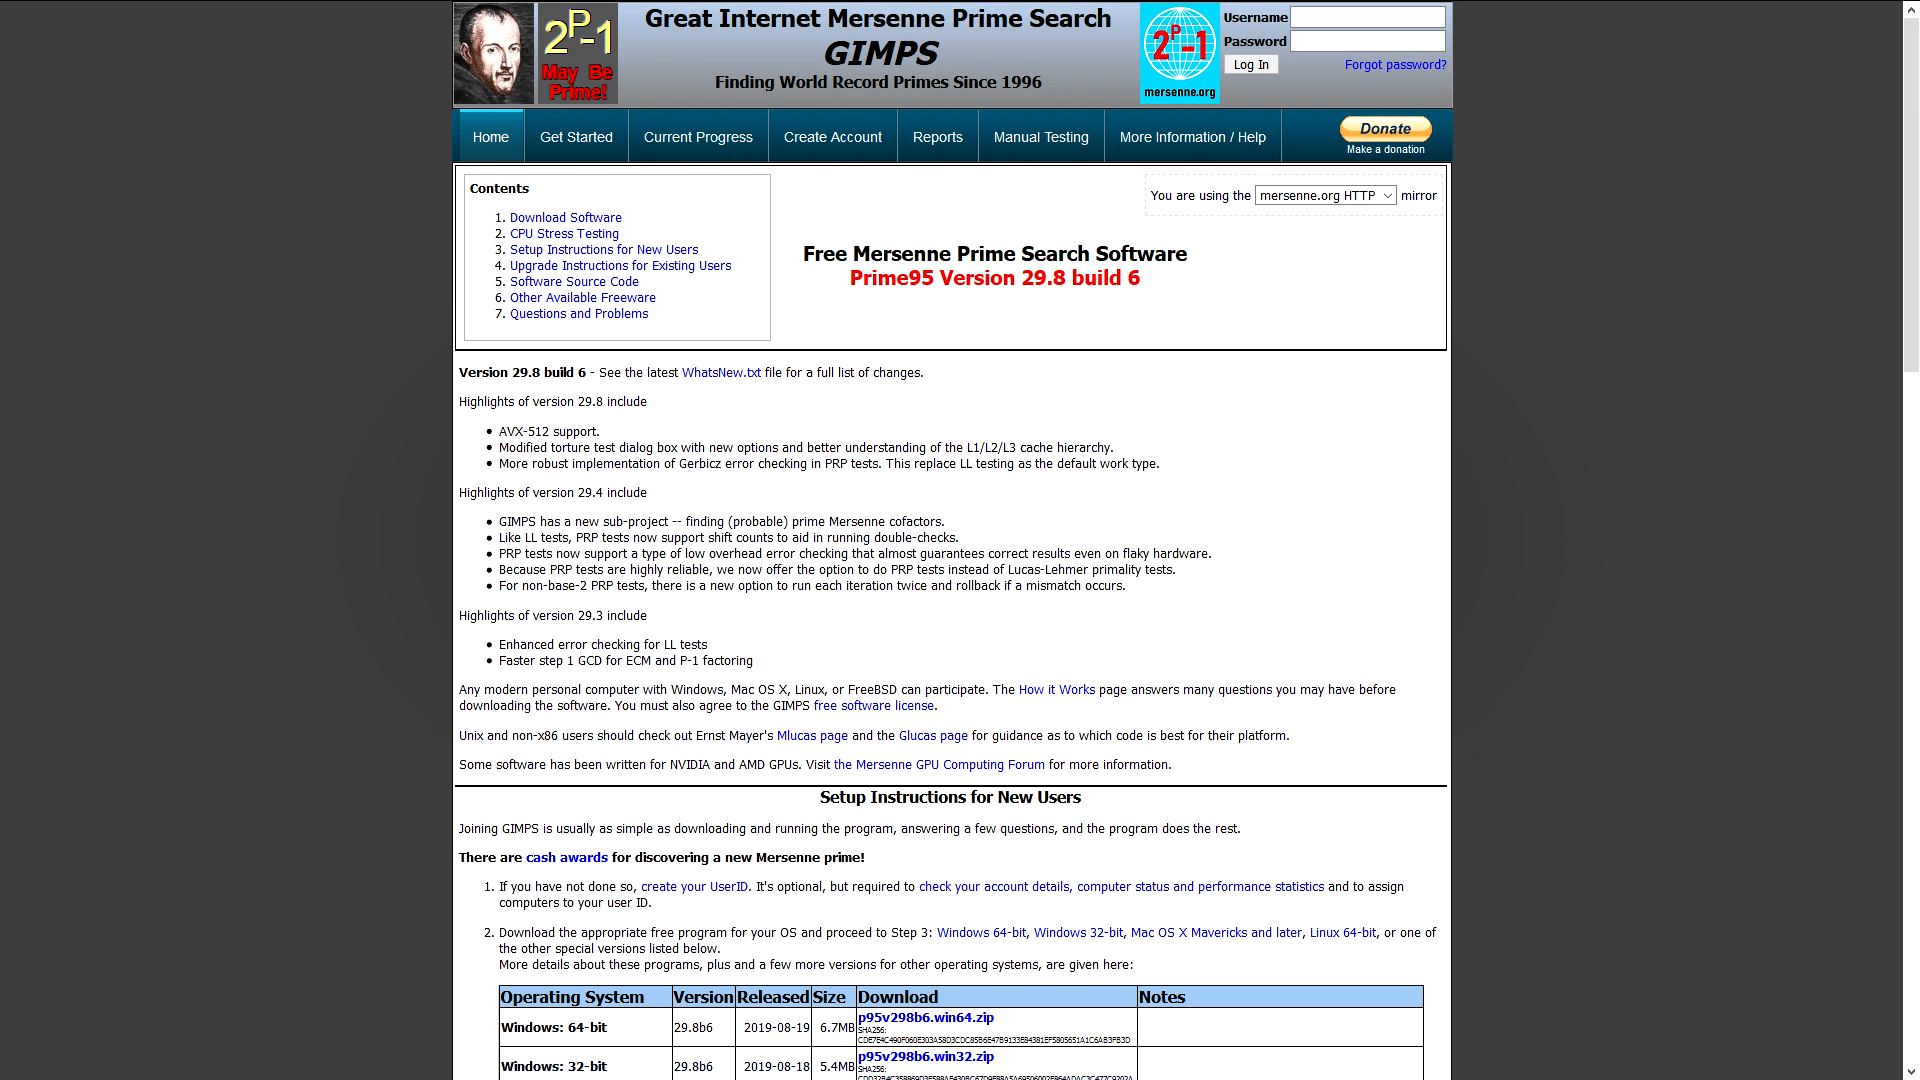 2P-1
May Be
Prime!
Great Internet Mersenne Prime Search
GIMPS
Finding World Record Primes Since 1996
2P-1
mersenne.org
Username
Password
Log In
Forgot password?
Home
Get Started
Current Progress
Create Account
Reports
Manual Testing
More Information / Help
Donate
Make a donation
Contents
1. Download Software
2. CPU Stress Testing
3. Setup Instructions for New Users
4. Upgrade Instructions for Existing Users
5. Software Source Code
6. Other Available Freeware
7. Questions and Problems
You are using the mersenne.org HTTP mirror
Free Mersenne Prime Search Software
Prime95 Version 29.8 build 6
Version 29.8 build 6 - See the latest WhatsNew.txt file for a full list of changes.
Highlights of version 29.8 include
• AVX-512 support.
• Modified torture test dialog box with new options and better understanding of the L1/L2/L3 cache hierarchy.
• More robust implementation of Gerbicz error checking in PRP tests. This replace LL testing as the default work type.
Highlights of version 29.4 include
• GIMPS has a new sub-project -- finding (probable) prime Mersenne cofactors.
• Like LL tests, PRP tests now support shift counts to aid in running double-checks.
• PRP tests now support a type of low overhead error checking that almost guarantees correct results even on flaky hardware.
• Because PRP tests are highly reliable, we now offer the option to do PRP tests instead of Lucas-Lehmer primality tests.
• For non-base-2 PRP tests, there is a new option to run each iteration twice and rollback if a mismatch occurs.
Highlights of version 29.3 include
• Enhanced error checking for LL tests
• Faster step 1 GCD for ECM and P-1 factoring
Any modern personal computer with Windows, Mac OS X, Linux, or FreeBSD can participate. The How it Works page answers many questions you may have before
downloading the software. You must also agree to the GIMPS free software license.
Unix and non-x86 users should check out Ernst Mayer's Mlucas page and the Glucas page for guidance as to which code is best for their platform.
Some software has been written for NVIDIA and AMD GPUs. Visit the Mersenne GPU Computing Forum for more information.
Setup Instructions for New Users
Joining GIMPS is usually as simple as downloading and running the program, answering a few questions, and the program does the rest.
There are cash awards for discovering a new Mersenne prime!
1. If you have not done so, create your UserID. It's optional, but required to check your account details, computer status and performance statistics and to assign
computers to your user ID.
2. Download the appropriate free program for your OS and proceed to Step 3: Windows 64-bit, Windows 32-bit, Mac OS X Mavericks and later, Linux 64-bit, or one of
the other special versions listed below.
More details about these programs, plus and a few more versions for other operating systems, are given here:
Operating System Version Released Size Download Notes
Windows: 64-bit 29.8b6 2019-08-19 6.7MB p95v298b6.win64.zip
SHA256:
Windows: 32-bit 29.8b6 2019-08-18 5.4MB p95v298b6.win32.zip
SHA256: